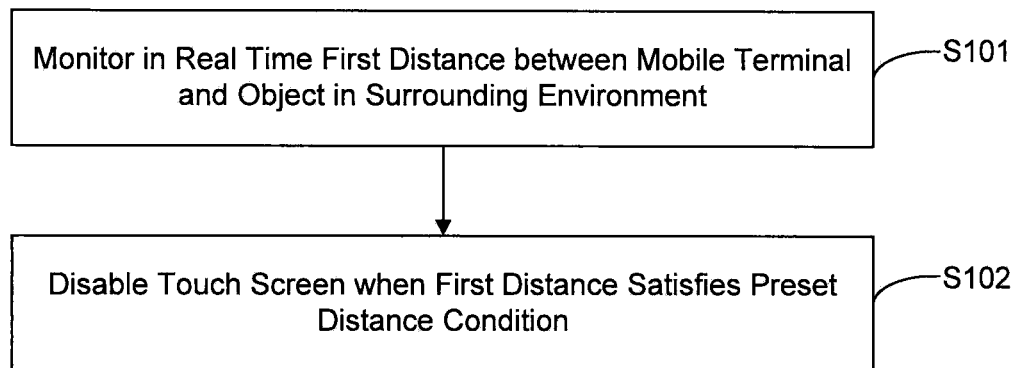 Monitor in Real Time First Distance between Mobile Terminal
and Object in Surrounding Environment
S101
Disable Touch Screen when First Distance Satisfies Preset
Distance Condition
S102